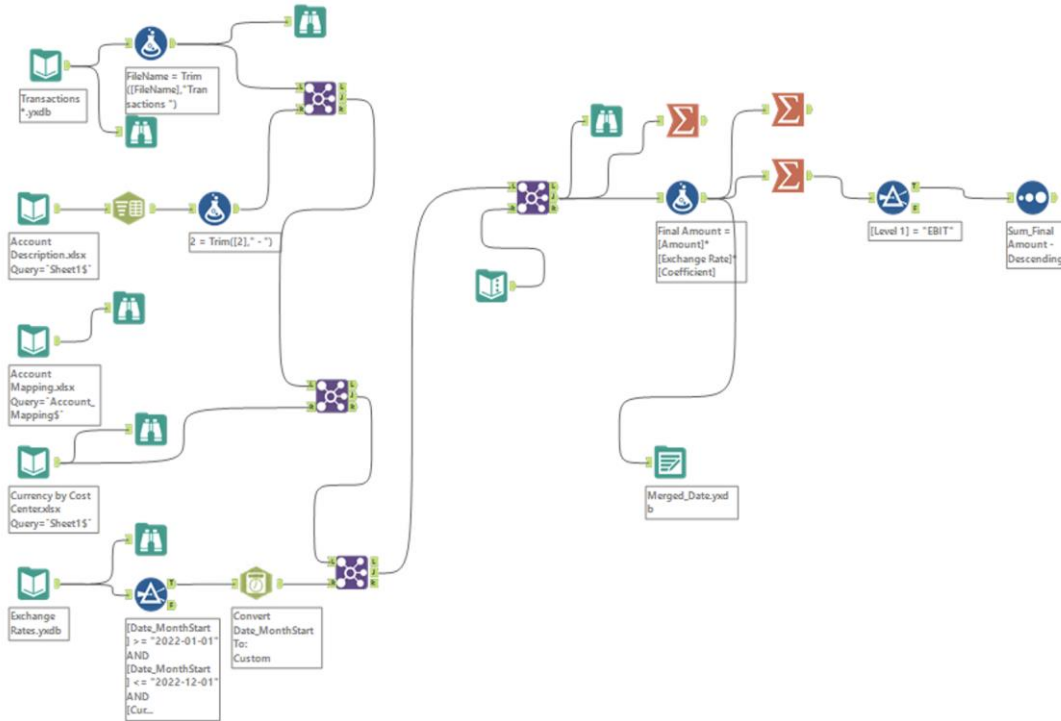 FileName = Trim
([FileName],"Tran
sactions ")
Transactions
*.yxdb
Account
Description.xlsx
Query=`Sheet1$`
2 = Trim([2]," - ")
Account
Mapping.xlsx
Query=`Account_
Mapping$`
Currency by Cost
Center.xlsx
Query=`Sheet1$`
Exchange
Rates.yxdb
[Date_MonthStart
] >= "2022-01-01"
AND
[Date_MonthStart
] <= "2022-12-01"
AND
[Cur...
Convert
Date_MonthStart
To:
Custom
L
J
R
L
R
L
J
R
L
R
L
J
R
L
R
T
F
L
J
R
L
R
Final Amount =
[Amount]*
[Exchange Rate]*
[Coefficient]
T
F
[Level 1] = "EBIT"
Sum_Final
Amount -
Descending
Merged_Date.yxd
b